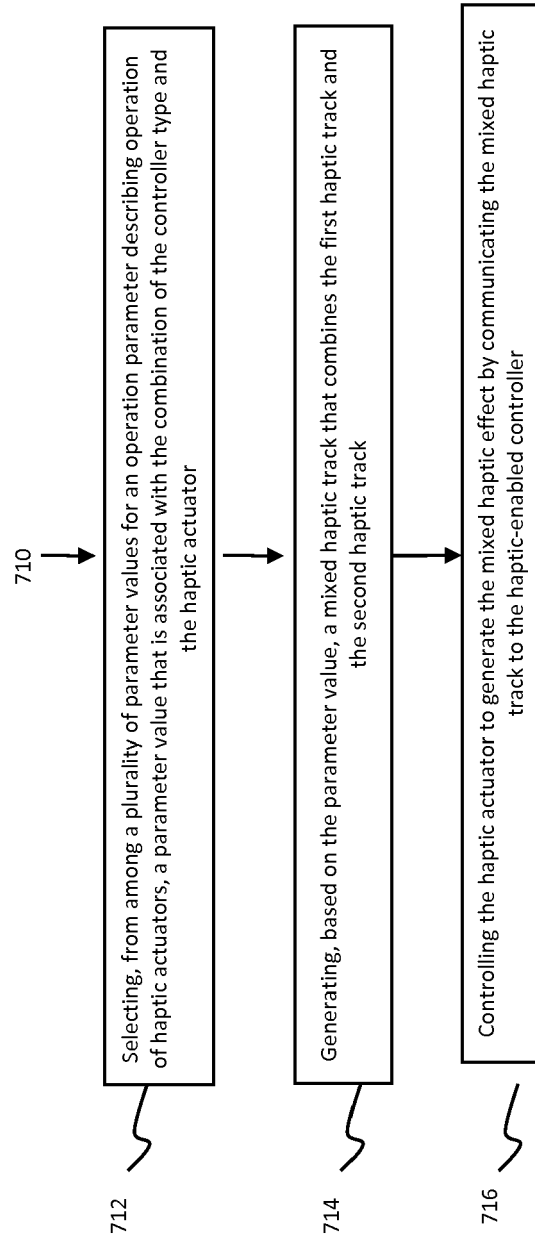 710
712
Selecting, from among a plurality of parameter values for an operation parameter describing operation
of haptic actuators, a parameter value that is associated with the combination of the controller type and
the haptic actuator
714
Generating, based on the parameter value, a mixed haptic track that combines the first haptic track and
the second haptic track
716
Controlling the haptic actuator to generate the mixed haptic effect by communicating the mixed haptic
track to the haptic-enabled controller